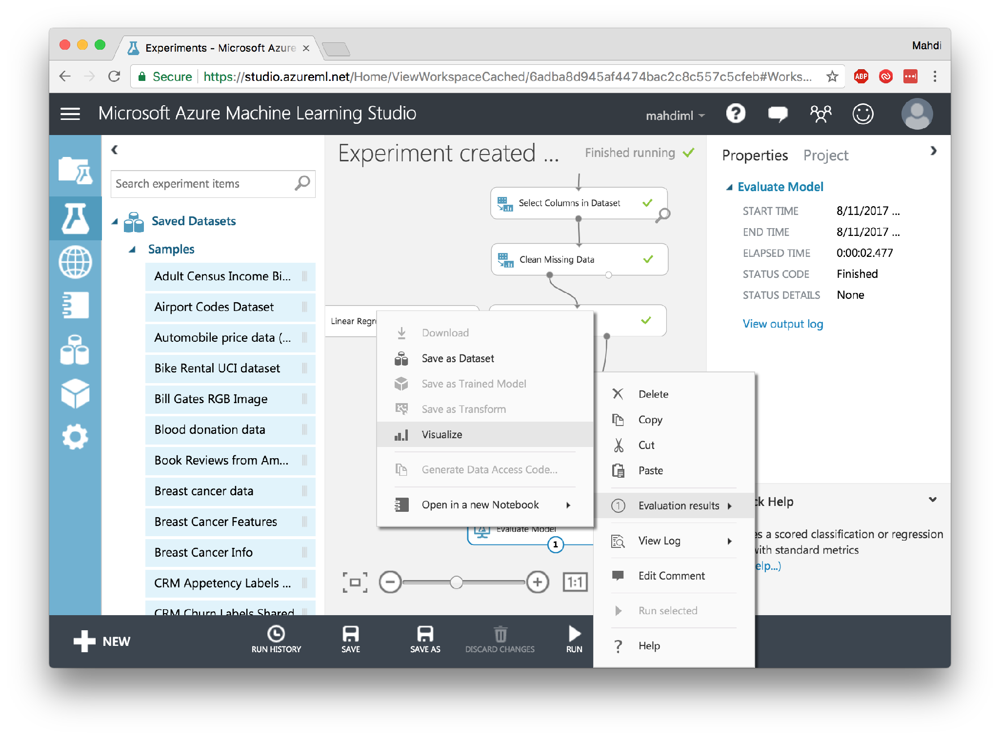 Experiments - Microsoft Azure
Mahdi
Secure https://studio.azureml.net/Home/ViewWorkspaceCached/6adba8d945af4474bac2c8c557c5cfeb#Works...
ABP
Microsoft Azure Machine Learning Studio
mahdiml
?
Search experiment items
Saved Datasets
Samples
Adult Census Income Bi...
Airport Codes Dataset
Automobile price data (...
Bike Rental UCI dataset
Bill Gates RGB Image
Blood donation data
Book Reviews from Am...
Breast cancer data
Breast Cancer Features
Breast Cancer Info
CRM Appetency Labels ...
CRM Churn Labels Shared
Experiment created ...
Finished running
Select Columns in Dataset
Clean Missing Data
Linear Regr
Download
Save as Dataset
Save as Trained Model
Save as Transform
Visualize
Generate Data Access Code...
Open in a new Notebook
Evaluate Model
1
1:1
Delete
Copy
Cut
Paste
1 Evaluation results
View Log
Edit Comment
Run selected
? Help
Properties Project
Evaluate Model
START TIME 8/11/2017 ...
END TIME 8/11/2017 ...
ELAPSED TIME 0:00:02.477
STATUS CODE Finished
STATUS DETAILS None
View output log
ck Help
es a scored classification or regression
with standard metrics
elp...)
NEW
RUN HISTORY
SAVE
SAVE AS
DISCARD CHANGES
RUN